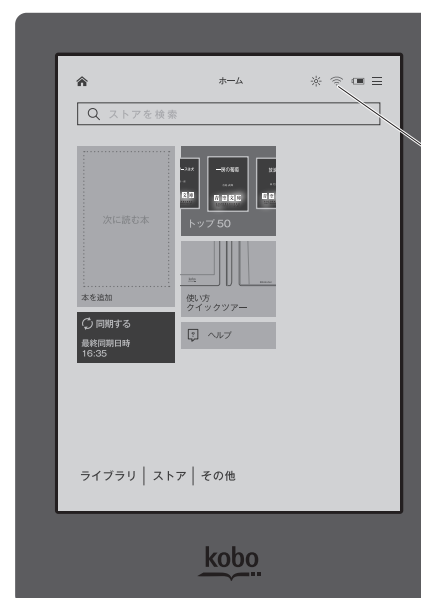 ホーム
ストアを検索
次に読む本
本を追加
トップ 50
使い方
クイックツアー
同期する
最終同期日時
16:35
ヘルプ
ライブラリ
ストア
その他
kobo